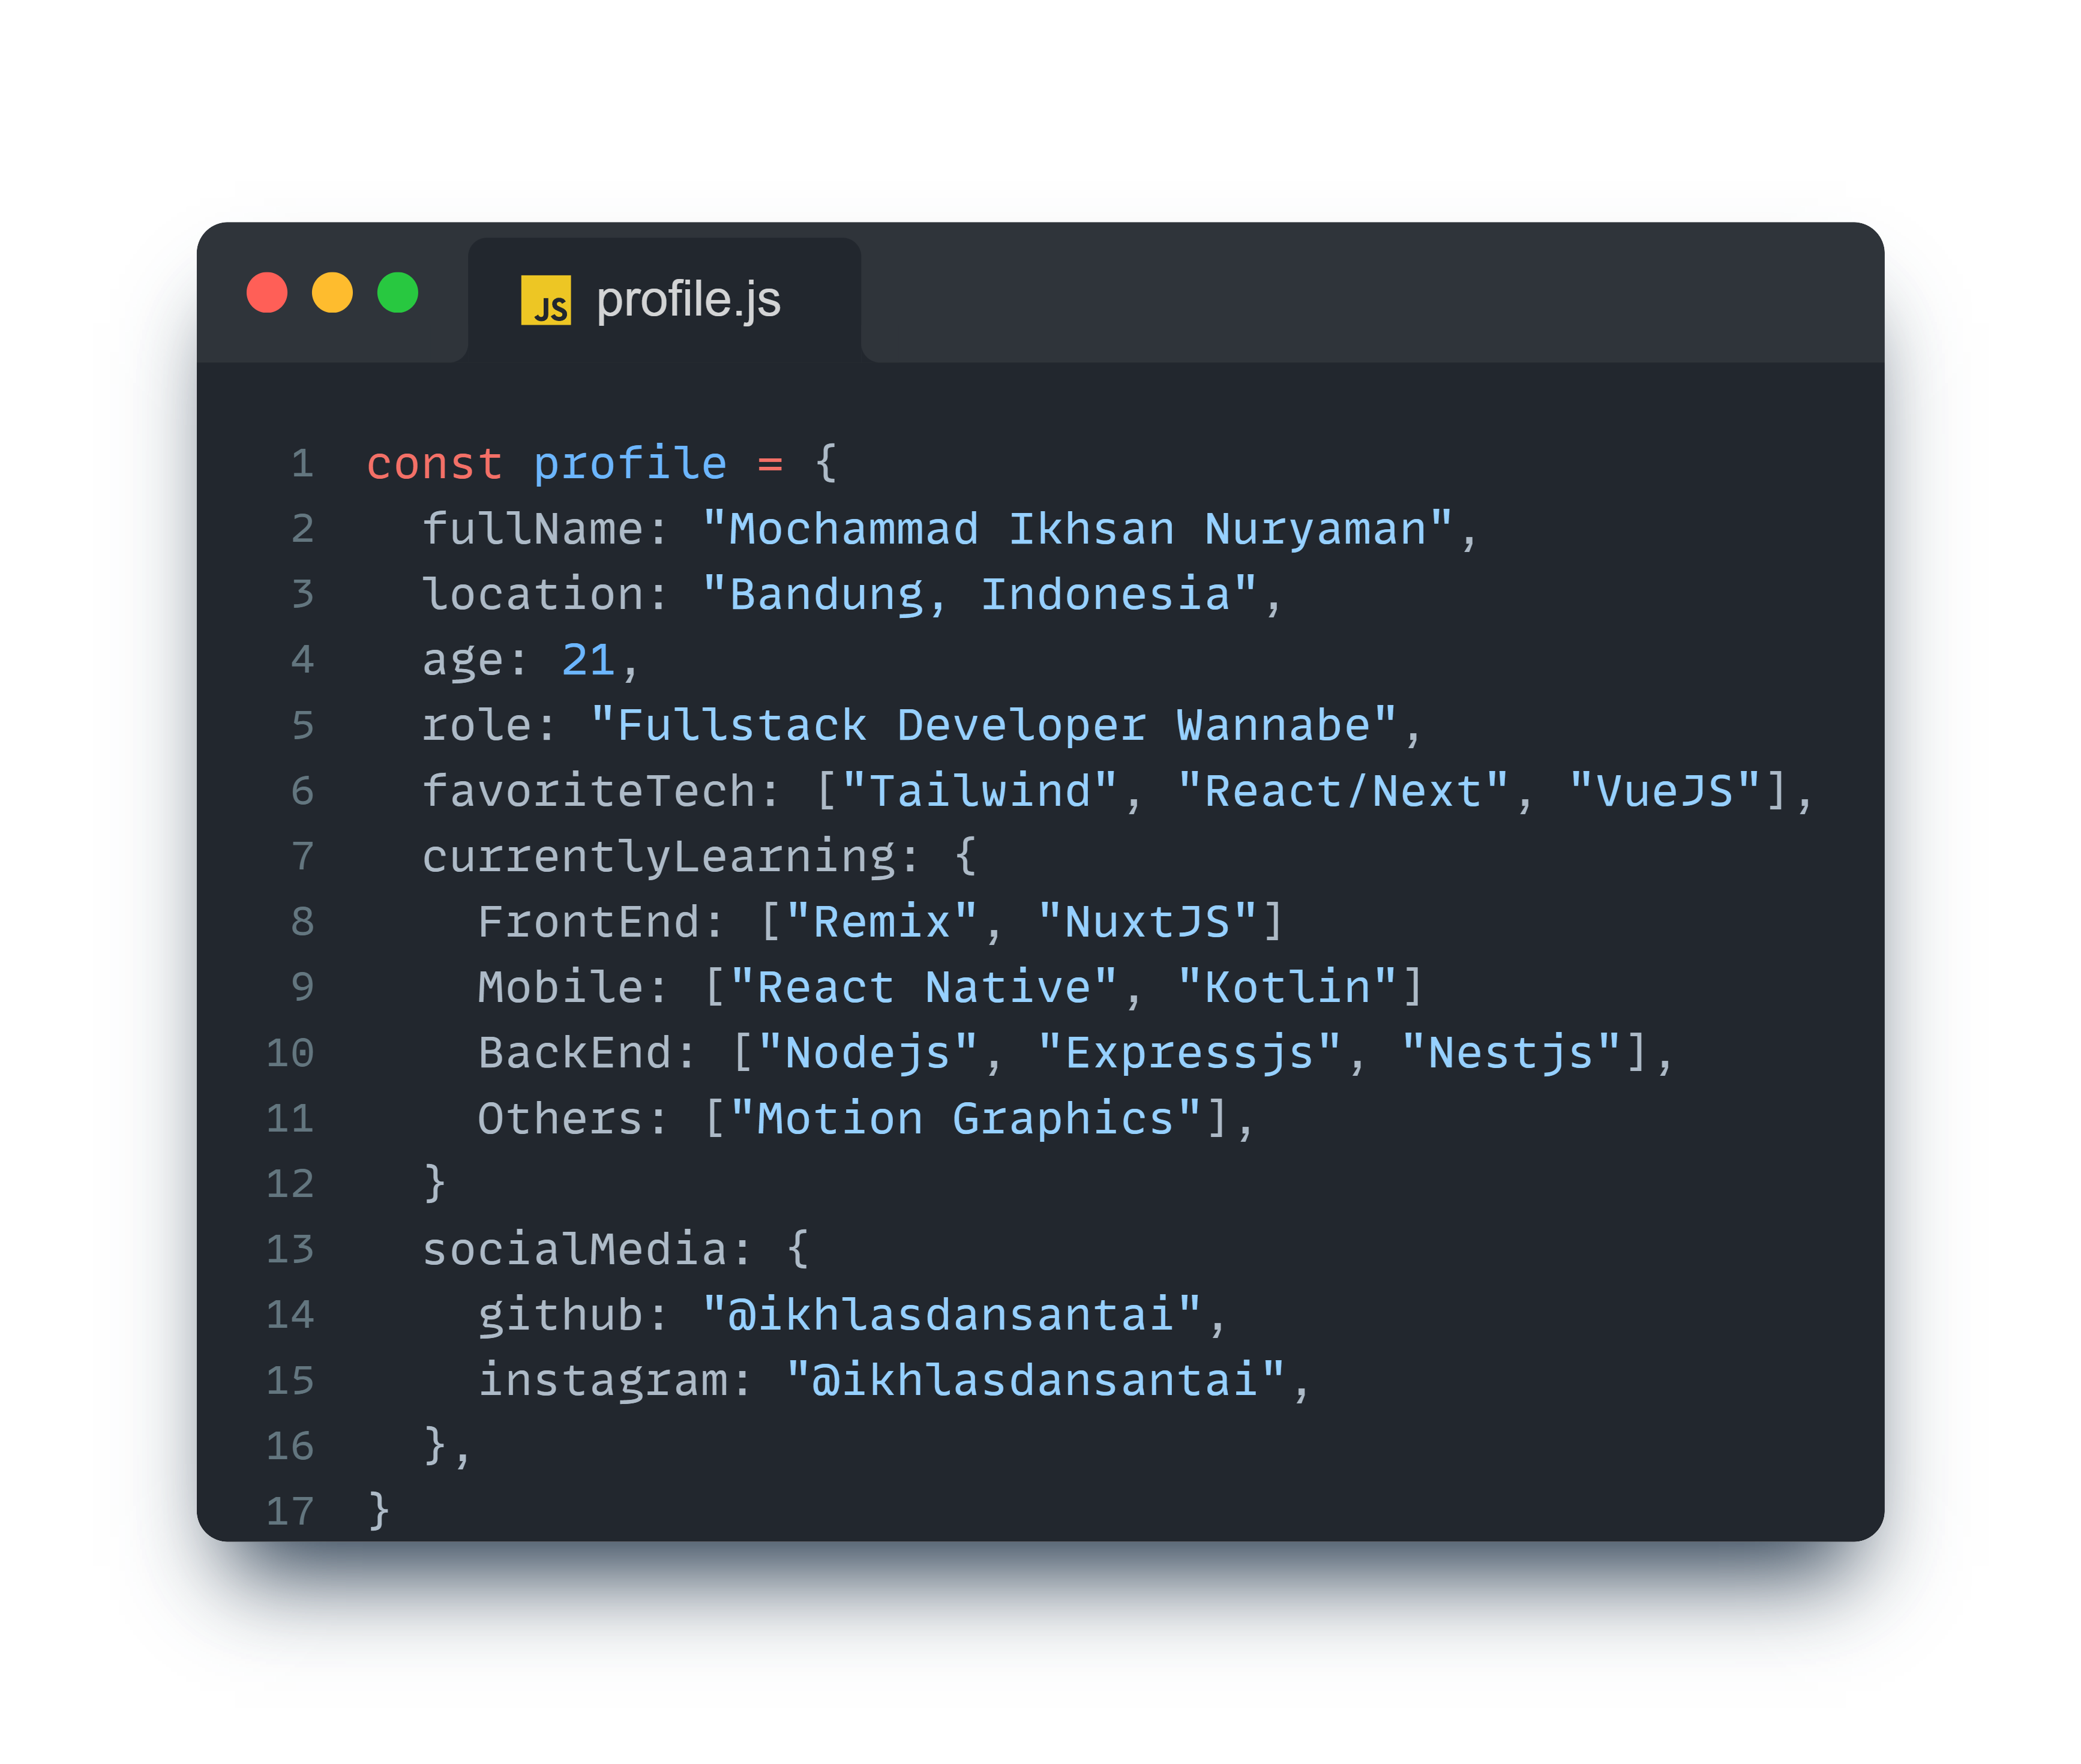 JS profile.js
1 const profile = {
2   fullName: "Mochammad Ikhsan Nuryaman",
3   location: "Bandung, Indonesia",
4   age: 21,
5   role: "Fullstack Developer Wannabe",
6   favoriteTech: ["Tailwind", "React/Next", "VueJS"],
7   currentlyLearning: {
8     FrontEnd: ["Remix", "NuxtJS"]
9     Mobile: ["React Native", "Kotlin"]
10     BackEnd: ["Nodejs", "Expressjs", "Nestjs"],
11     Others: ["Motion Graphics"],
12   }
13   socialMedia: {
14     github: "@ikhlasdansantai",
15     instagram: "@ikhlasdansantai",
16   },
17 }